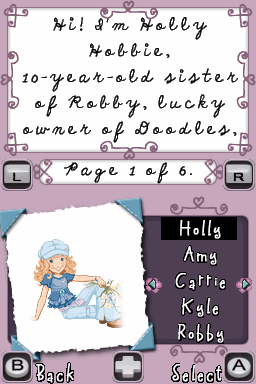 Hi! I'm Holly
Hobbie,
10-year-old sister
of Robby, lucky
owner of Doodles,
L
Page 1 of 6.
R
Holly
Amy
Carrie
Kyle
Robby
B
Back
Select
A